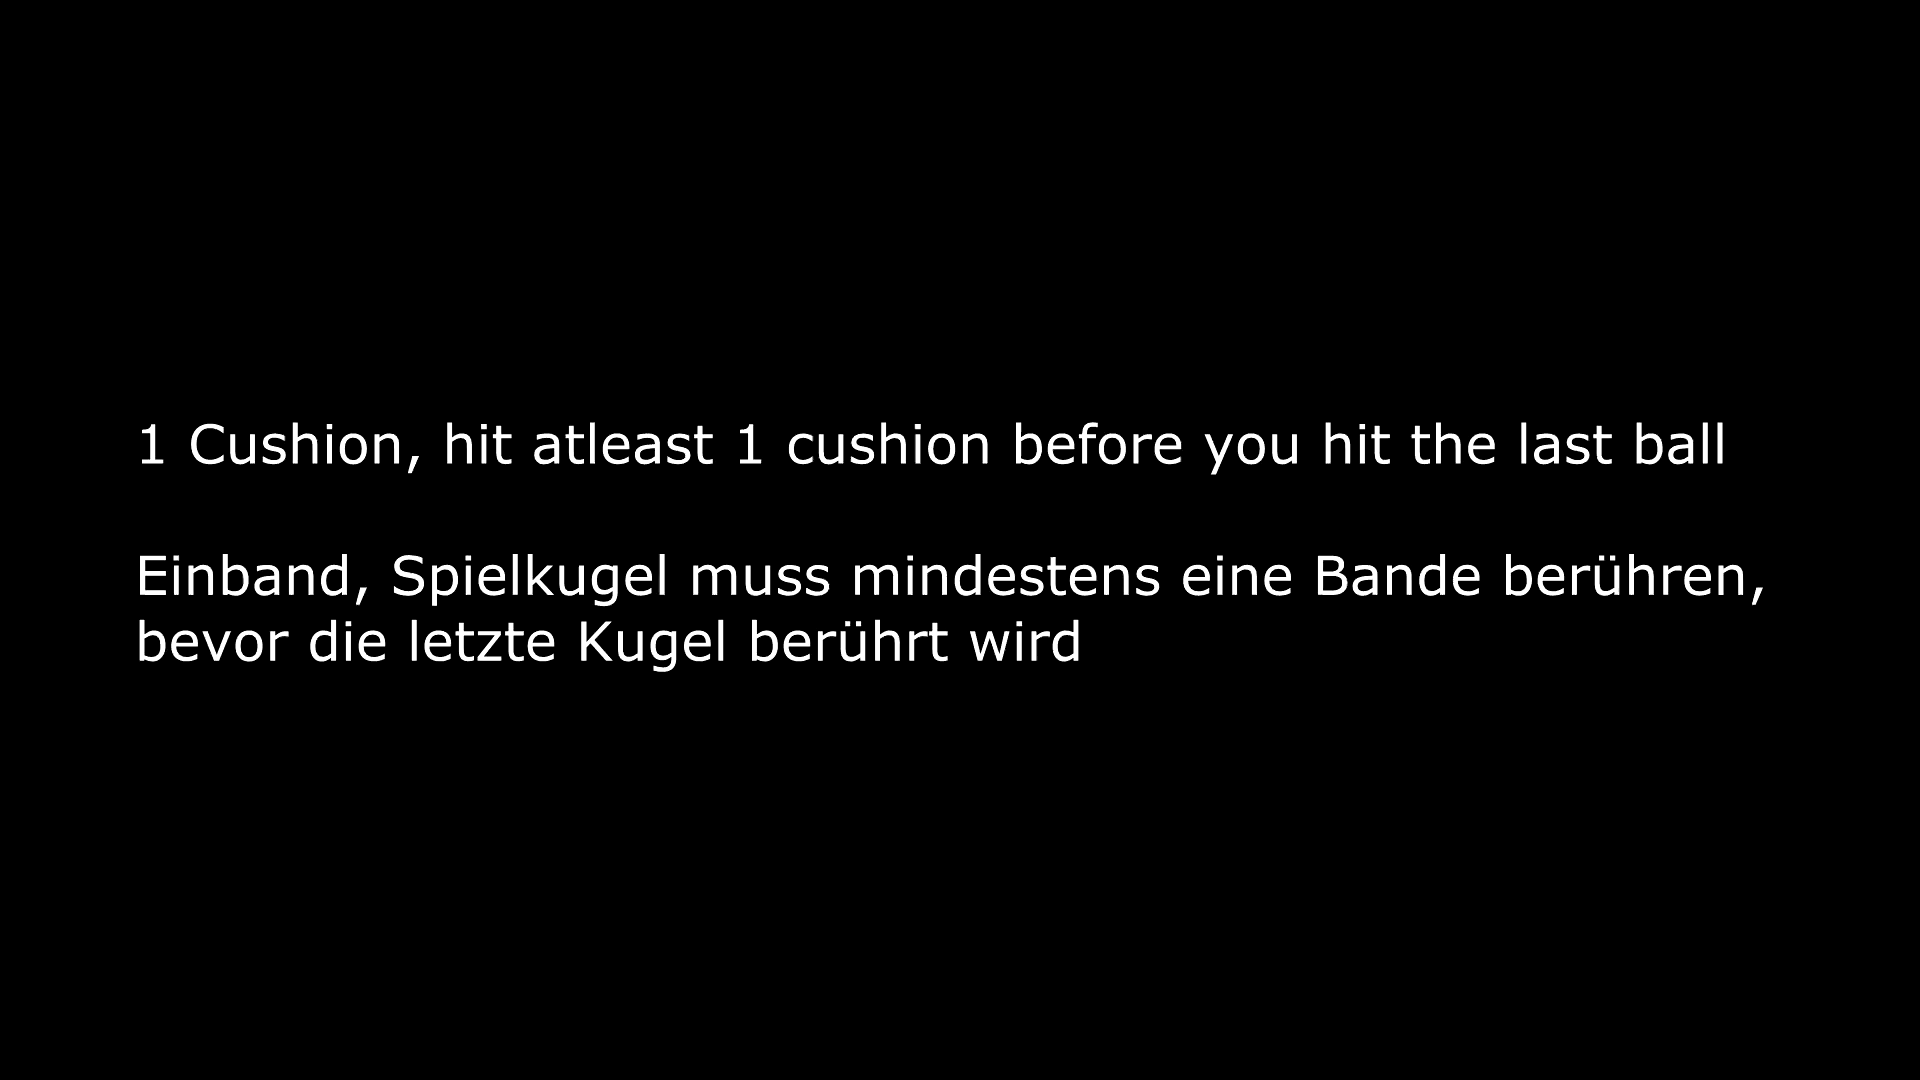 1 Cushion, hit atleast 1 cushion before you hit the last ball
Einband, Spielkugel muss mindestens eine Bande berühren,
bevor die letzte Kugel berührt wird